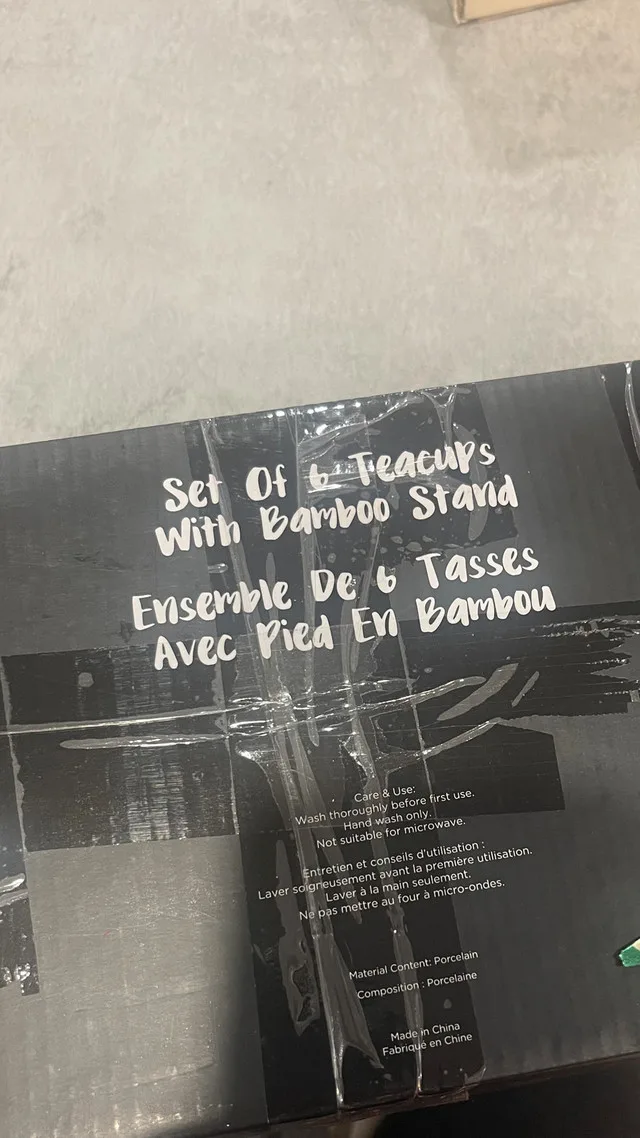 Set Of 6 Teacups
With Bamboo Stand
Ensemble De 6 Tasses
Avec Pied En Bambou
Care & Use:
Wash thoroughly before first use.
Hand wash only.
Not suitable for microwave.
Entretien et conseils d'utilisation :
Laver soigneusement avant la première utilisation.
Laver à la main seulement.
Ne pas mettre au four à micro-ondes.
Material Content: Porcelain
Composition : Porcelaine
Made in China
Fabriqué en Chine